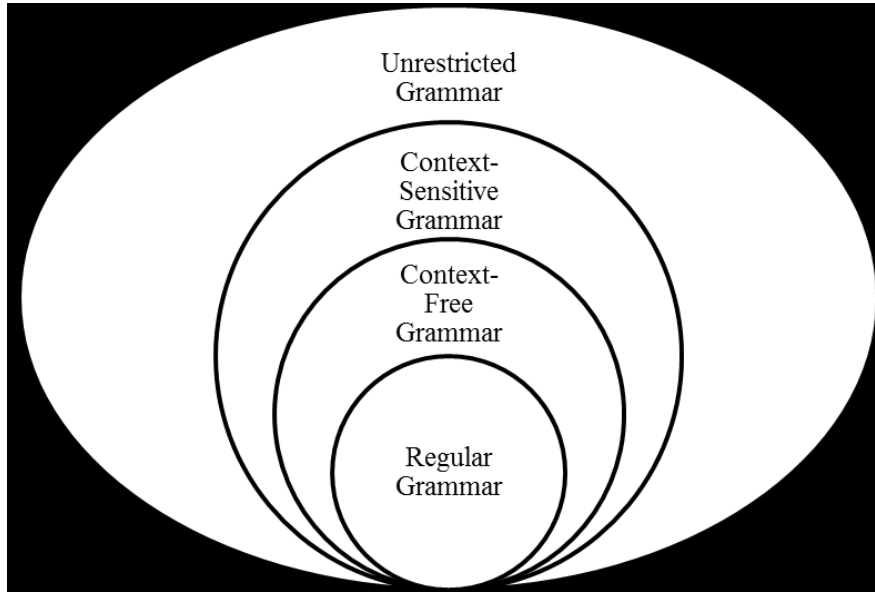 Unrestricted
Grammar
Context-
Sensitive
Grammar
Context-
Free
Grammar
Regular
Grammar